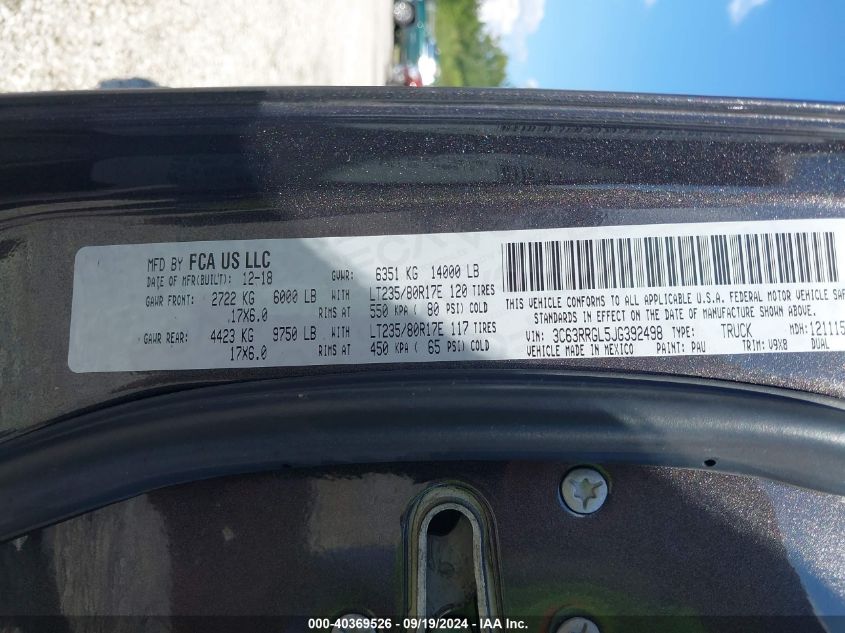 MFD BY FCA US LLC
DATE OF MFR(BUILT): 12-18 GVWR: 6351 KG 14000 LB
GAWR FRONT: 2722 KG 6000 LB WITH LT235/80R17E 120 TIRES
17X6.0 RIMS AT 550 KPA ( 80 PSI) COLD
GAWR REAR: 4423 KG 9750 LB WITH LT235/80R17E 117 TIRES
17X6.0 RIMS AT 450 KPA ( 65 PSI) COLD
THIS VEHICLE CONFORMS TO ALL APPLICABLE U.S.A. FEDERAL MOTOR VEHIC
STANDARDS IN EFFECT ON THE DATE OF MANUFACTURE SHOWN ABOVE
VIN: 3C63RRGL5JG392498 TYPE: TRUCK MDH: 121115
VEHICLE MADE IN MEXICO PAINT: PAU TRIM: V9X8 DUAL
000-40369526 - 09/19/2024 - IAA Inc.